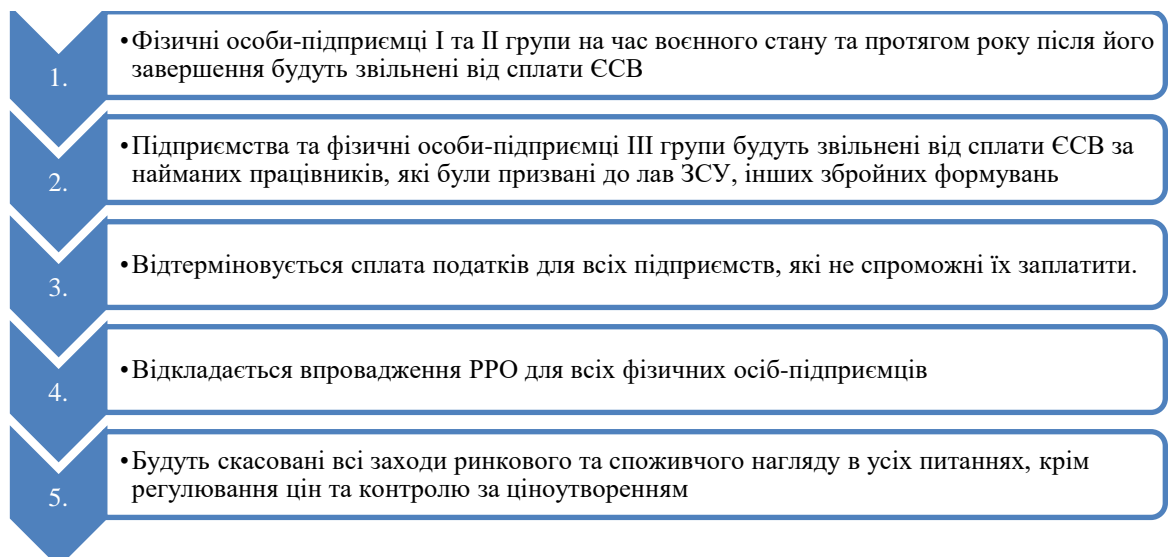 1.
•Фізичні особи-підприємці І та ІІ групи на час воєнного стану та протягом року після його
завершення будуть звільнені від сплати ЄСВ
2.
•Підприємства та фізичні особи-підприємці ІІІ групи будуть звільнені від сплати ЄСВ за
найманих працівників, які були призвані до лав ЗСУ, інших збройних формувань
3.
•Відтерміновується сплата податків для всіх підприємств, які не спроможні їх заплатити.
4.
•Відкладається впровадження РРО для всіх фізичних осіб-підприємців
5.
•Будуть скасовані всі заходи ринкового та споживчого нагляду в усіх питаннях, крім
регулювання цін та контролю за ціноутворенням